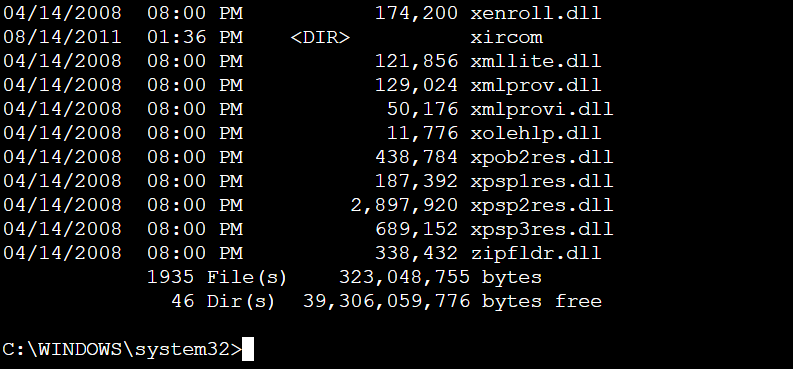 04/14/2008  08:00 PM           174,200 xenroll.dll
08/14/2011  01:36 PM    <DIR>          xircom
04/14/2008  08:00 PM           121,856 xmllite.dll
04/14/2008  08:00 PM           129,024 xmlprov.dll
04/14/2008  08:00 PM            50,176 xmlprovi.dll
04/14/2008  08:00 PM            11,776 xolehlp.dll
04/14/2008  08:00 PM           438,784 xpob2res.dll
04/14/2008  08:00 PM           187,392 xpsp1res.dll
04/14/2008  08:00 PM         2,897,920 xpsp2res.dll
04/14/2008  08:00 PM           689,152 xpsp3res.dll
04/14/2008  08:00 PM           338,432 zipfldr.dll
            1935 File(s)    323,048,755 bytes
              46 Dir(s)  39,306,059,776 bytes free
C:\WINDOWS\system32>